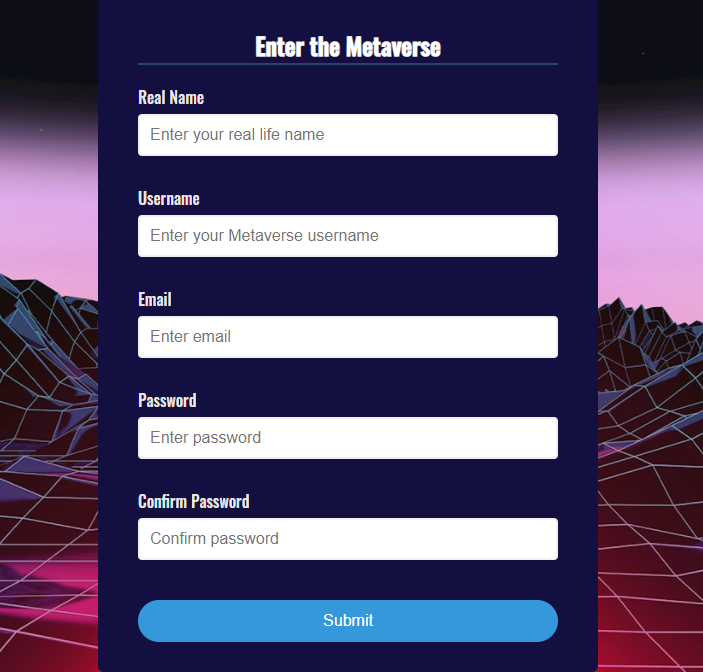 Enter the Metaverse
Real Name
Enter your real life name
Username
Enter your Metaverse username
Email
Enter email
Password
Enter password
Confirm Password
Confirm password
Submit